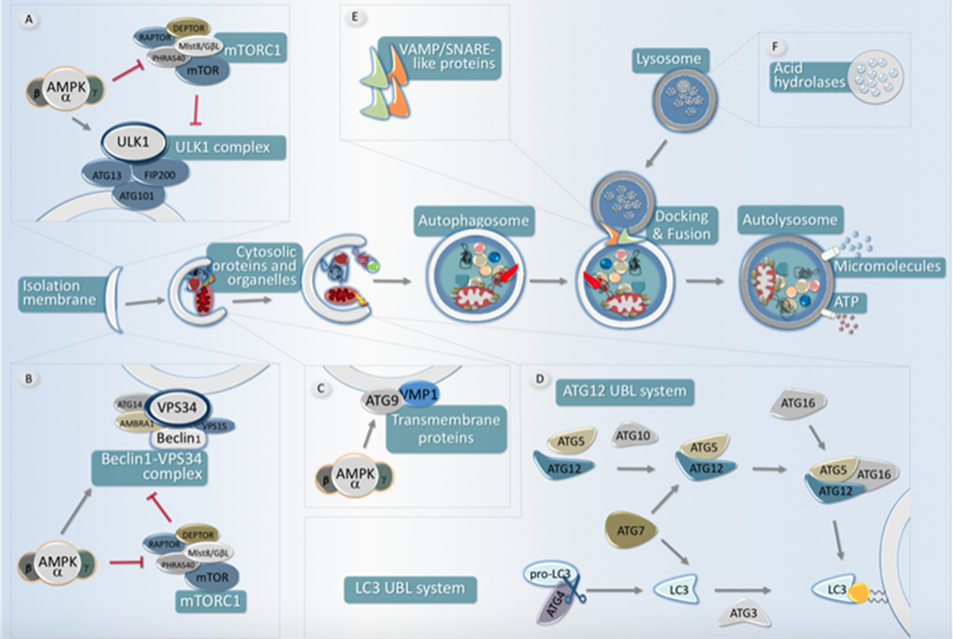 A
DEPTOR
RAPTOR
Mlst8/GβL
mTORC1
PHRAS40
mTOR
AMPK
β
α
γ
ULK1
ULK1 complex
ATG13
FIP200
ATG101
E
VAMP/SNARE-
like proteins
Lysosome
F
Acid
hydrolases
Isolation
membrane
Cytosolic
proteins and
organelles
Autophagosome
Docking
& Fusion
Autolysosome
Micromolecules
ATP
B
ATG14
VPS34
AMBRA1
VPS15
Beclin1
Beclin1-VPS34
complex
AMPK
β
α
γ
DEPTOR
RAPTOR
Mlst8/GβL
PHRAS40
mTOR
mTORC1
C
ATG9
VMP1
Transmembrane
proteins
AMPK
β
α
γ
D
ATG12 UBL system
ATG16
ATG5
ATG10
ATG12
ATG5
ATG12
ATG5
ATG16
ATG12
ATG7
LC3 UBL system
pro-LC3
ATG4
LC3
ATG3
LC3